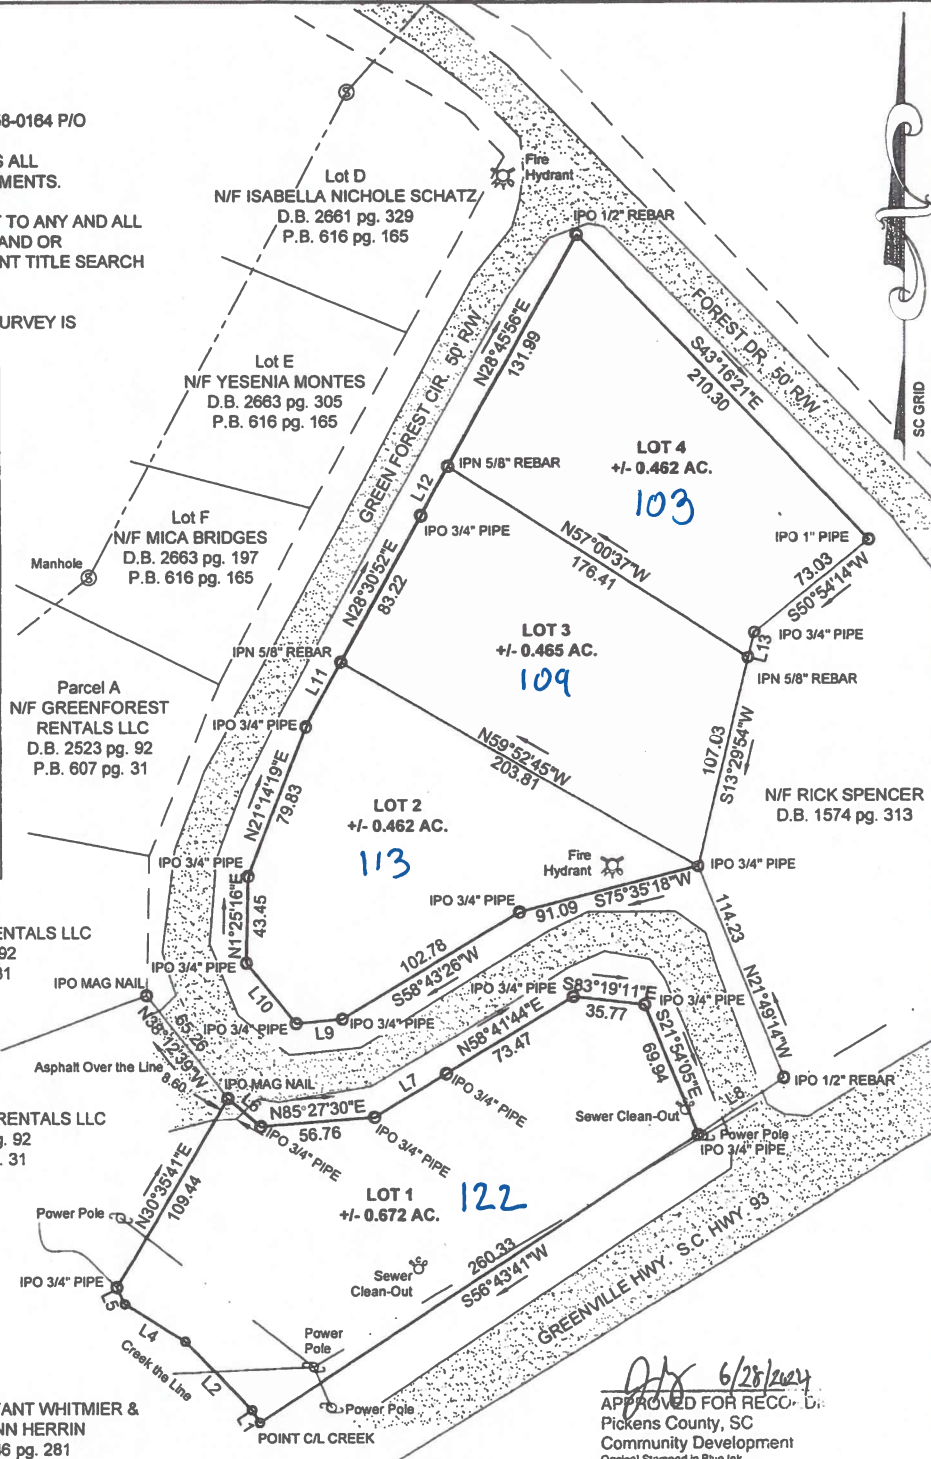 68-0164 P/O
S ALL
MENTS.
T TO ANY AND ALL
AND OR
NT TITLE SEARCH
URVEY IS
Lot D
N/F ISABELLA NICHOLE SCHATZ
D.B. 2661 pg. 329
P.B. 616 pg. 165
Fire
Hydrant
IPO 1/2" REBAR
Lot E
N/F YESENIA MONTES
D.B. 2663 pg. 305
P.B. 616 pg. 165
GREEN FOREST CIR. 50' R/W
N28°45'56"E
131.99
FOREST DR. 50' R/W
S43°16'21"E
210.30
SC GRID
LOT 4
+/- 0.462 AC.
103
IPN 5/8" REBAR
L12
IPO 3/4" PIPE
Lot F
N/F MICA BRIDGES
D.B. 2663 pg. 197
P.B. 616 pg. 165
Manhole
N28°30'52"E
83.22
N57°00'37"W
176.41
IPO 1" PIPE
73.03
S50°54'14"W
IPO 3/4" PIPE
L13
IPN 5/8" REBAR
LOT 3
+/- 0.465 AC.
109
IPN 5/8" REBAR
L11
IPO 3/4" PIPE
Parcel A
N/F GREENFOREST
RENTALS LLC
D.B. 2523 pg. 92
P.B. 607 pg. 31
N59°52'45"W
203.81
107.03
S13°29'54"W
N/F RICK SPENCER
D.B. 1574 pg. 313
N21°14'19"E
79.83
LOT 2
+/- 0.462 AC.
113
Fire
Hydrant
IPO 3/4" PIPE
IPO 3/4" PIPE
IPO 3/4" PIPE
91.09
S75°35'18"W
114.23
N21°49'14"W
N1°25'16"E
43.45
102.78
S58°43'26"W
ENTALS LLC
92
31
IPO 3/4" PIPE
IPO MAG NAIL
L10
IPO 3/4" PIPE
L9
IPO 3/4" PIPE
IPO 3/4" PIPE
S83°19'11"E
35.77
IPO 3/4" PIPE
65.26
N38°12'39"W
Asphalt Over the Line
8.60
N58°41'44"E
73.47
S21°54'05"E
69.94
IPO MAG NAIL
L6
N85°27'30"E
56.76
L7
IPO 3/4" PIPE
IPO 3/4" PIPE
IPO 3/4" PIPE
IPO 1/2" REBAR
L8
Sewer Clean-Out
Power Pole
IPO 3/4" PIPE
RENTALS LLC
g. 92
. 31
N30°35'41"E
109.44
LOT 1
+/- 0.672 AC.
122
Power Pole
IPO 3/4" PIPE
L5
L4
Creek the Line
L2
L1
Sewer
Clean-Out
260.33
S56°43'41"W
GREENVILLE HWY. S.C. HWY. 93
Power
Pole
Power Pole
POINT C/L CREEK
TANT WHITMIER &
NN HERRIN
46 pg. 281
6/28/2024
APPROVED FOR RECORD
Pickens County, SC
Community Development
Original Stamped in Blue Ink